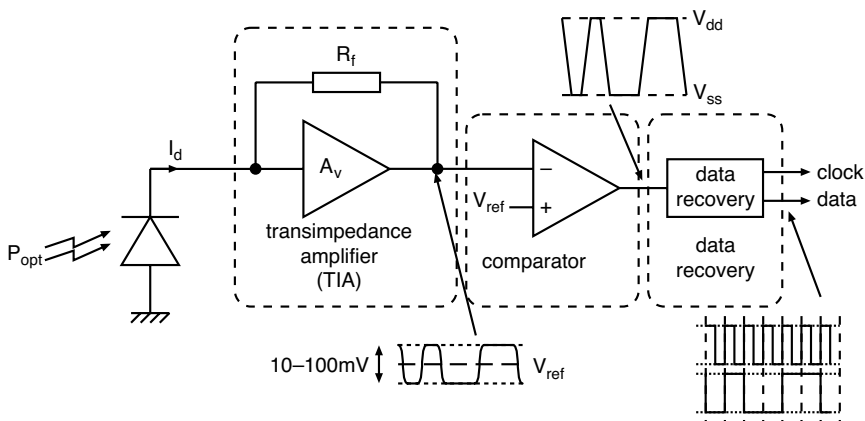 V_dd
R_f
V_ss
I_d
A_v
−
data
recovery
clock
data
V_ref
+
P_opt
transimpedance
amplifier
(TIA)
comparator
data
recovery
10–100mV
V_ref